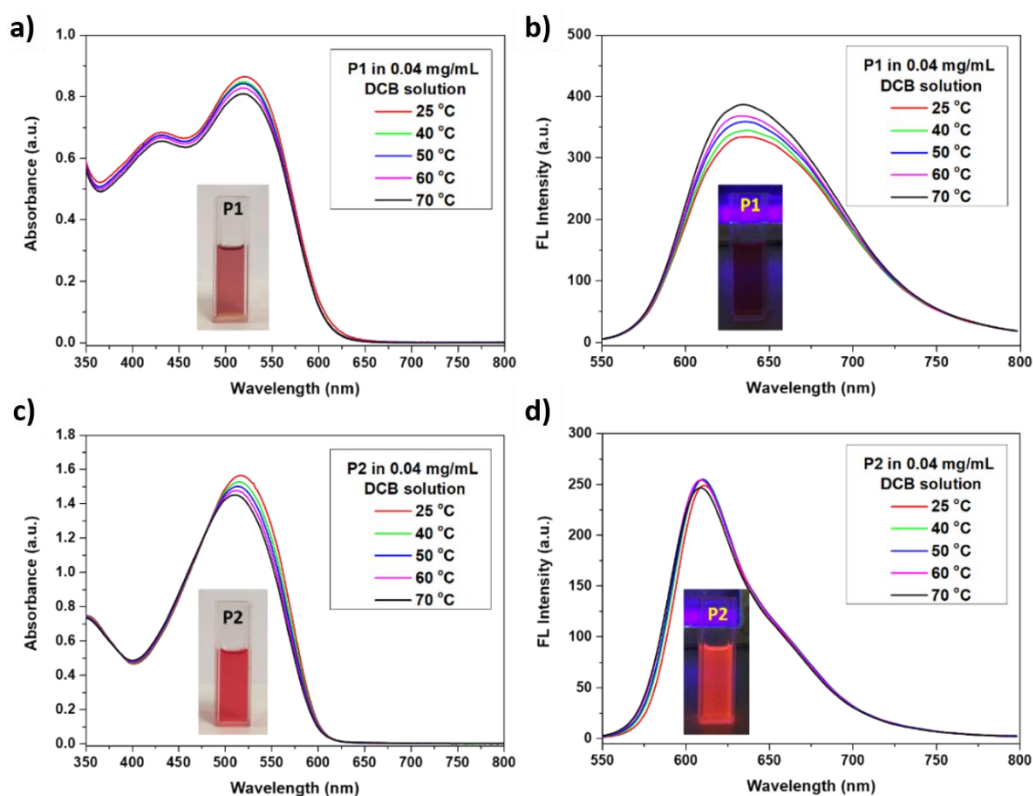 a)
1.0
0.8
0.6
0.4
0.2
0.0
Absorbance (a.u.)
P1 in 0.04 mg/mL
DCB solution
25 °C
40 °C
50 °C
60 °C
70 °C
P1
350 400 450 500 550 600 650 700 750 800
Wavelength (nm)
b)
500
400
300
200
100
0
FL Intensity (a.u.)
P1 in 0.04 mg/mL
DCB solution
25 °C
40 °C
50 °C
60 °C
70 °C
P1
550 600 650 700 750 800
Wavelength (nm)
c)
1.8
1.6
1.4
1.2
1.0
0.8
0.6
0.4
0.2
0.0
Absorbance (a.u.)
P2 in 0.04 mg/mL
DCB solution
25 °C
40 °C
50 °C
60 °C
70 °C
P2
350 400 450 500 550 600 650 700 750 800
Wavelength (nm)
d)
300
250
200
150
100
50
0
FL Intensity (a.u.)
P2 in 0.04 mg/mL
DCB solution
25 °C
40 °C
50 °C
60 °C
70 °C
P2
550 600 650 700 750 800
Wavelength (nm)